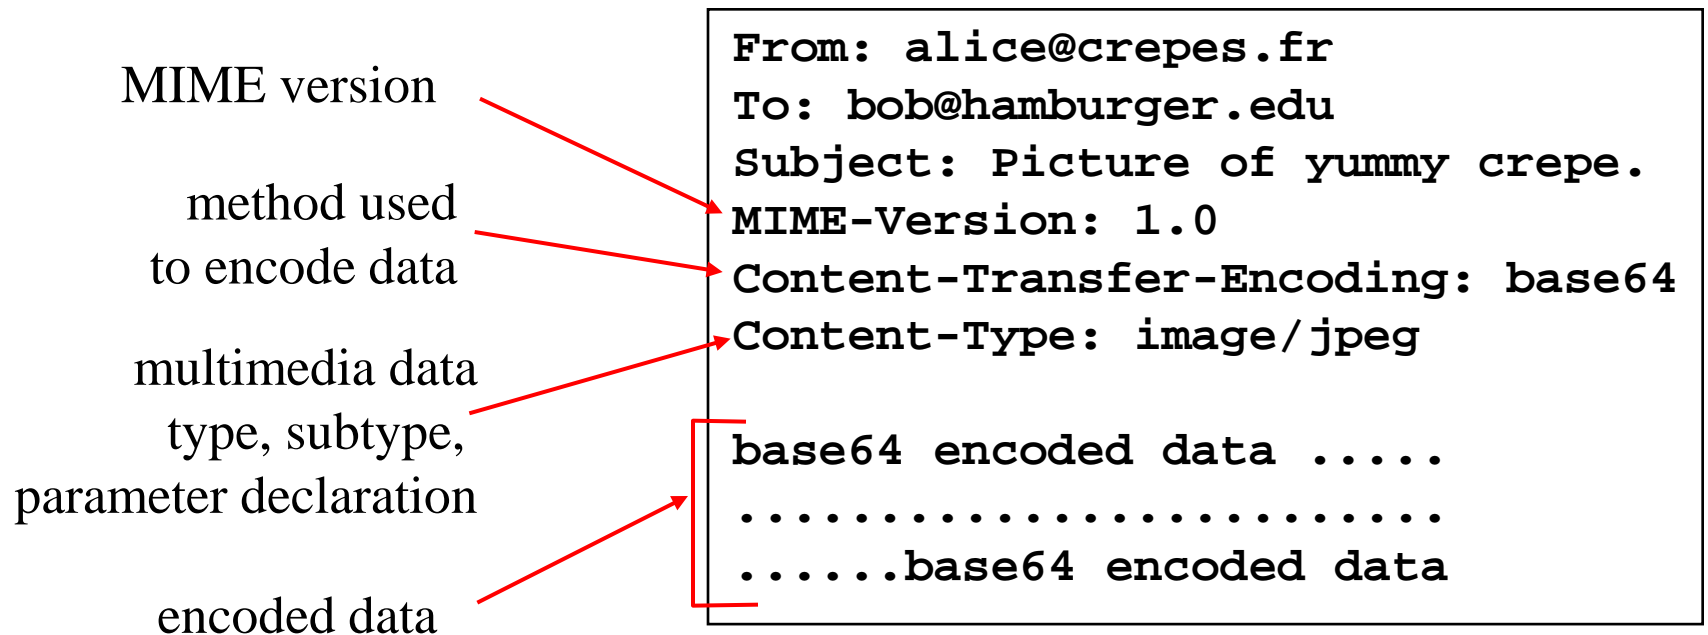 MIME version
method used
to encode data
multimedia data
type, subtype,
parameter declaration
encoded data
From: alice@crepes.fr
To: bob@hamburger.edu
Subject: Picture of yummy crepe.
MIME-Version: 1.0
Content-Transfer-Encoding: base64
Content-Type: image/jpeg
base64 encoded data .....
.........................
......base64 encoded data